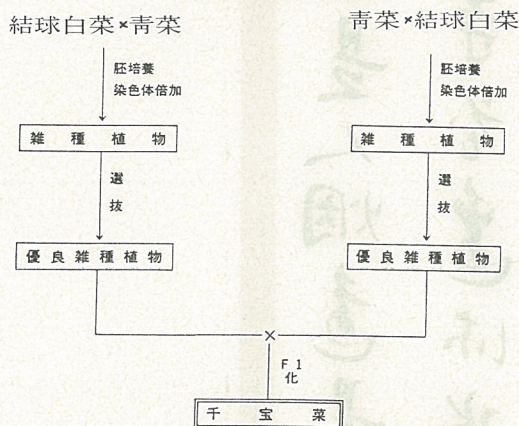 結球白菜×青菜
青菜×結球白菜
胚培養
染色体倍加
胚培養
染色体倍加
雑種植物
雑種植物
選
抜
選
抜
優良雑種植物
優良雑種植物
×
F1
化
千宝菜